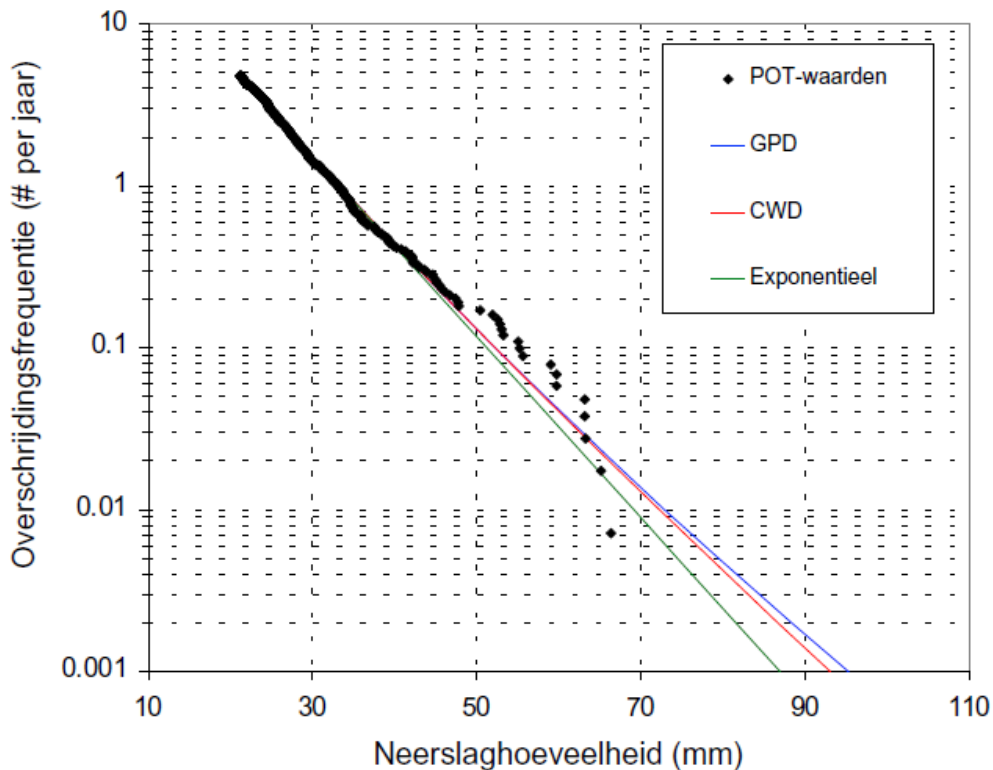 10
1
0.1
0.01
0.001
Overschrijdingsfrequentie (# per jaar)
POT-waarden
GPD
CWD
Exponentieel
10 30 50 70 90 110
Neerslaghoeveelheid (mm)